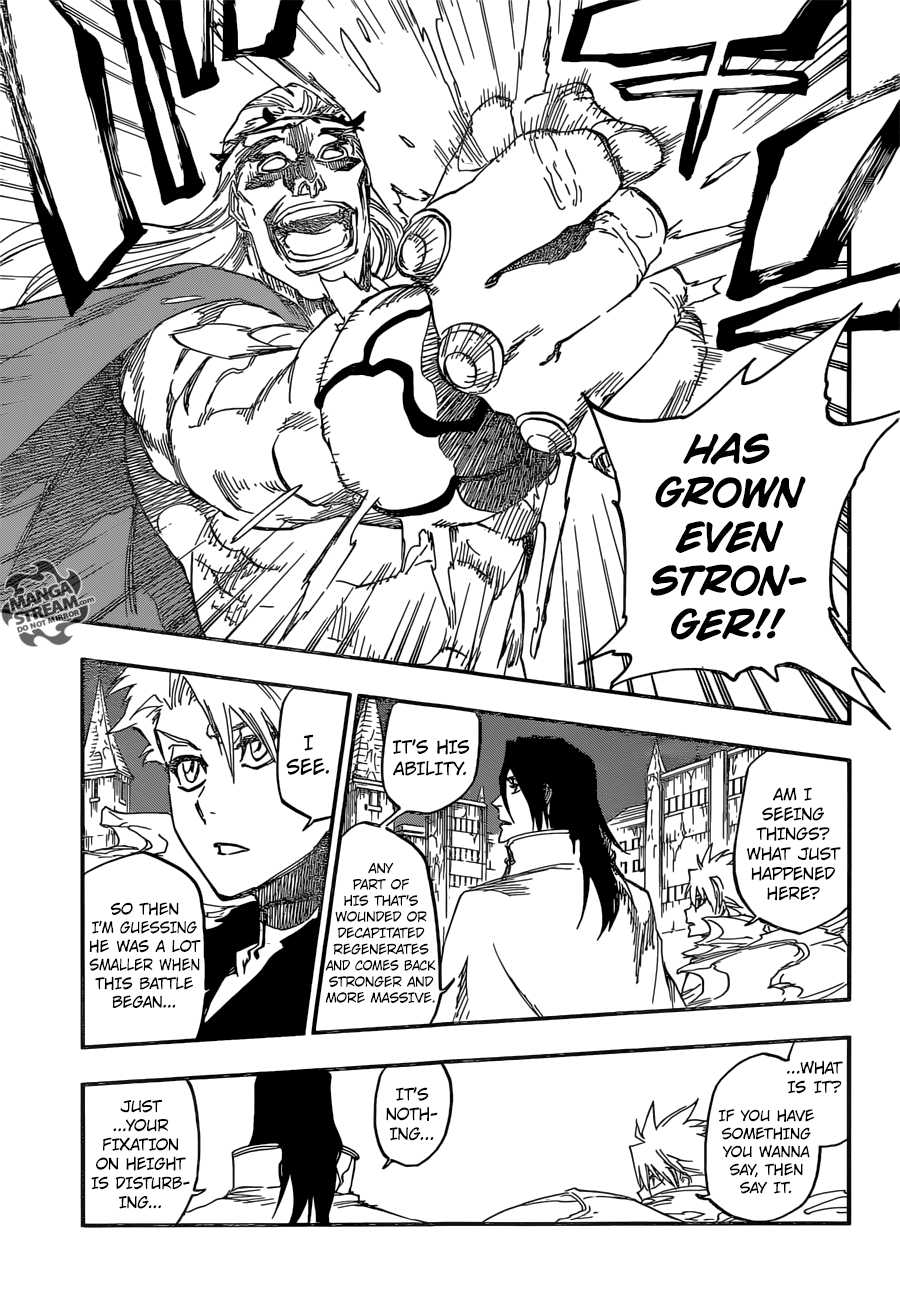 HAS
GROWN
EVEN
STRON-
GER!!
MANGA
STREAM.com
DO NOT MIRROR
AM I
SEEING
THINGS?
WHAT JUST
HAPPENED
HERE?
IT'S HIS
ABILITY.
ANY
PART OF
HIS THAT'S
WOUNDED OR
DECAPITATED
REGENERATES
AND COMES BACK
STRONGER AND
MORE MASSIVE.
I
SEE.
SO THEN
I'M GUESSING
HE WAS A LOT
SMALLER WHEN
THIS BATTLE
BEGAN...
...WHAT
IS IT?
IF YOU HAVE
SOMETHING
YOU WANNA
SAY, THEN
SAY IT.
IT'S
NOTH-
ING...
JUST
...YOUR
FIXATION
ON HEIGHT
IS DISTURB-
ING...